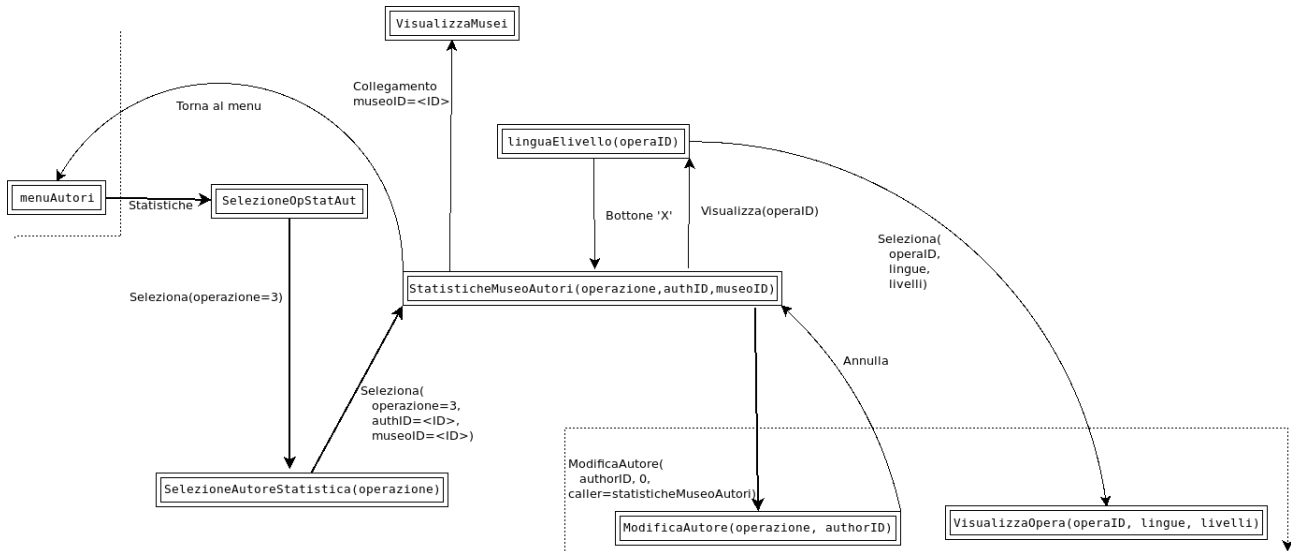 VisualizzaMusei
Collegamento
museoID=<ID>
Torna al menu
linguaElivello(operaID)
menuAutori
Statistiche
SelezioneOpStatAut
Bottone 'X'
Visualizza(operaID)
Seleziona(
operaID,
lingue,
livelli)
StatisticheMuseoAutori(operazione,authID,museoID)
Seleziona(operazione=3)
Annulla
Seleziona(
operazione=3,
authID=<ID>,
museoID=<ID>)
ModificaAutore(
authorID, 0,
caller=statisticheMuseoAutori)
SelezioneAutoreStatistica(operazione)
ModificaAutore(operazione, authorID)
VisualizzaOpera(operaID, lingue, livelli)